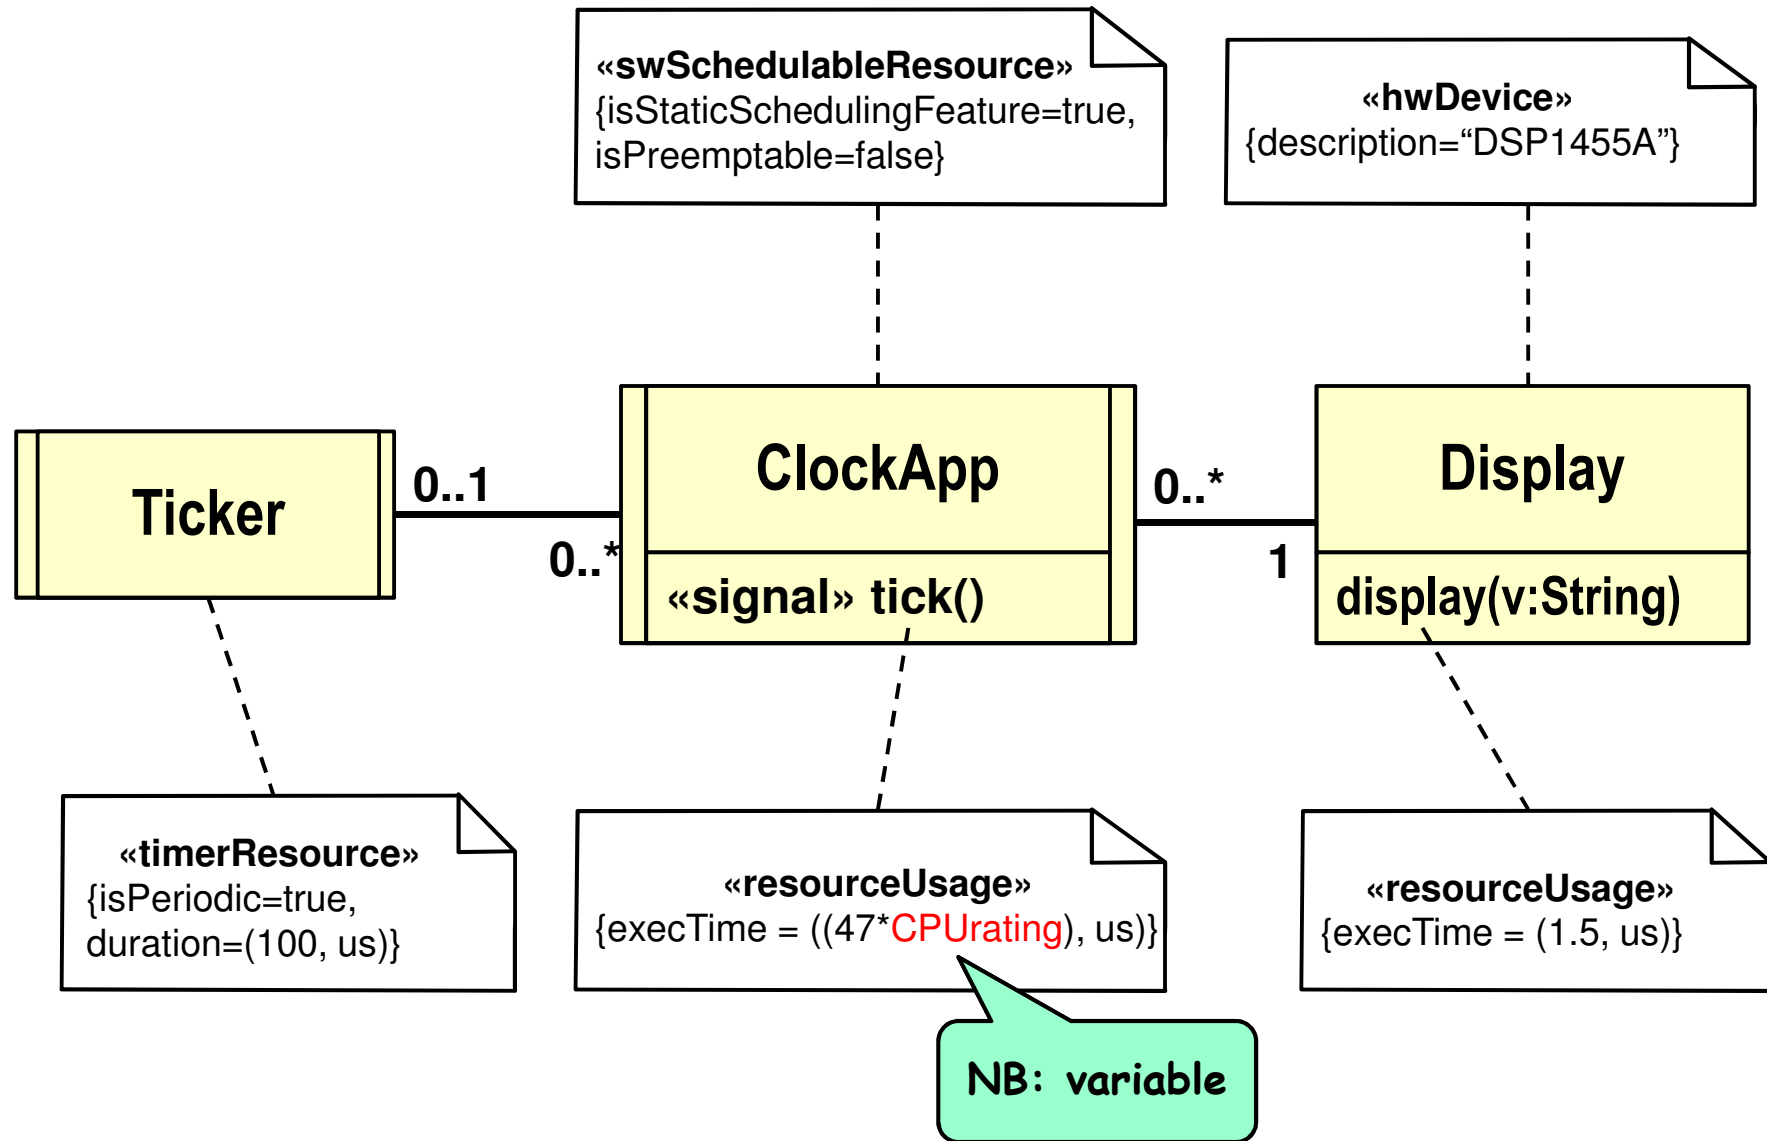 «swSchedulableResource»
{isStaticSchedulingFeature=true,
isPreemptable=false}
«hwDevice»
{description=“DSP1455A”}
Ticker
0..1
0..*
ClockApp
«signal» tick()
0..*
1
Display
display(v:String)
«timerResource»
{isPeriodic=true,
duration=(100, us)}
«resourceUsage»
{execTime = ((47*CPUrating), us)}
«resourceUsage»
{execTime = (1.5, us)}
NB: variable